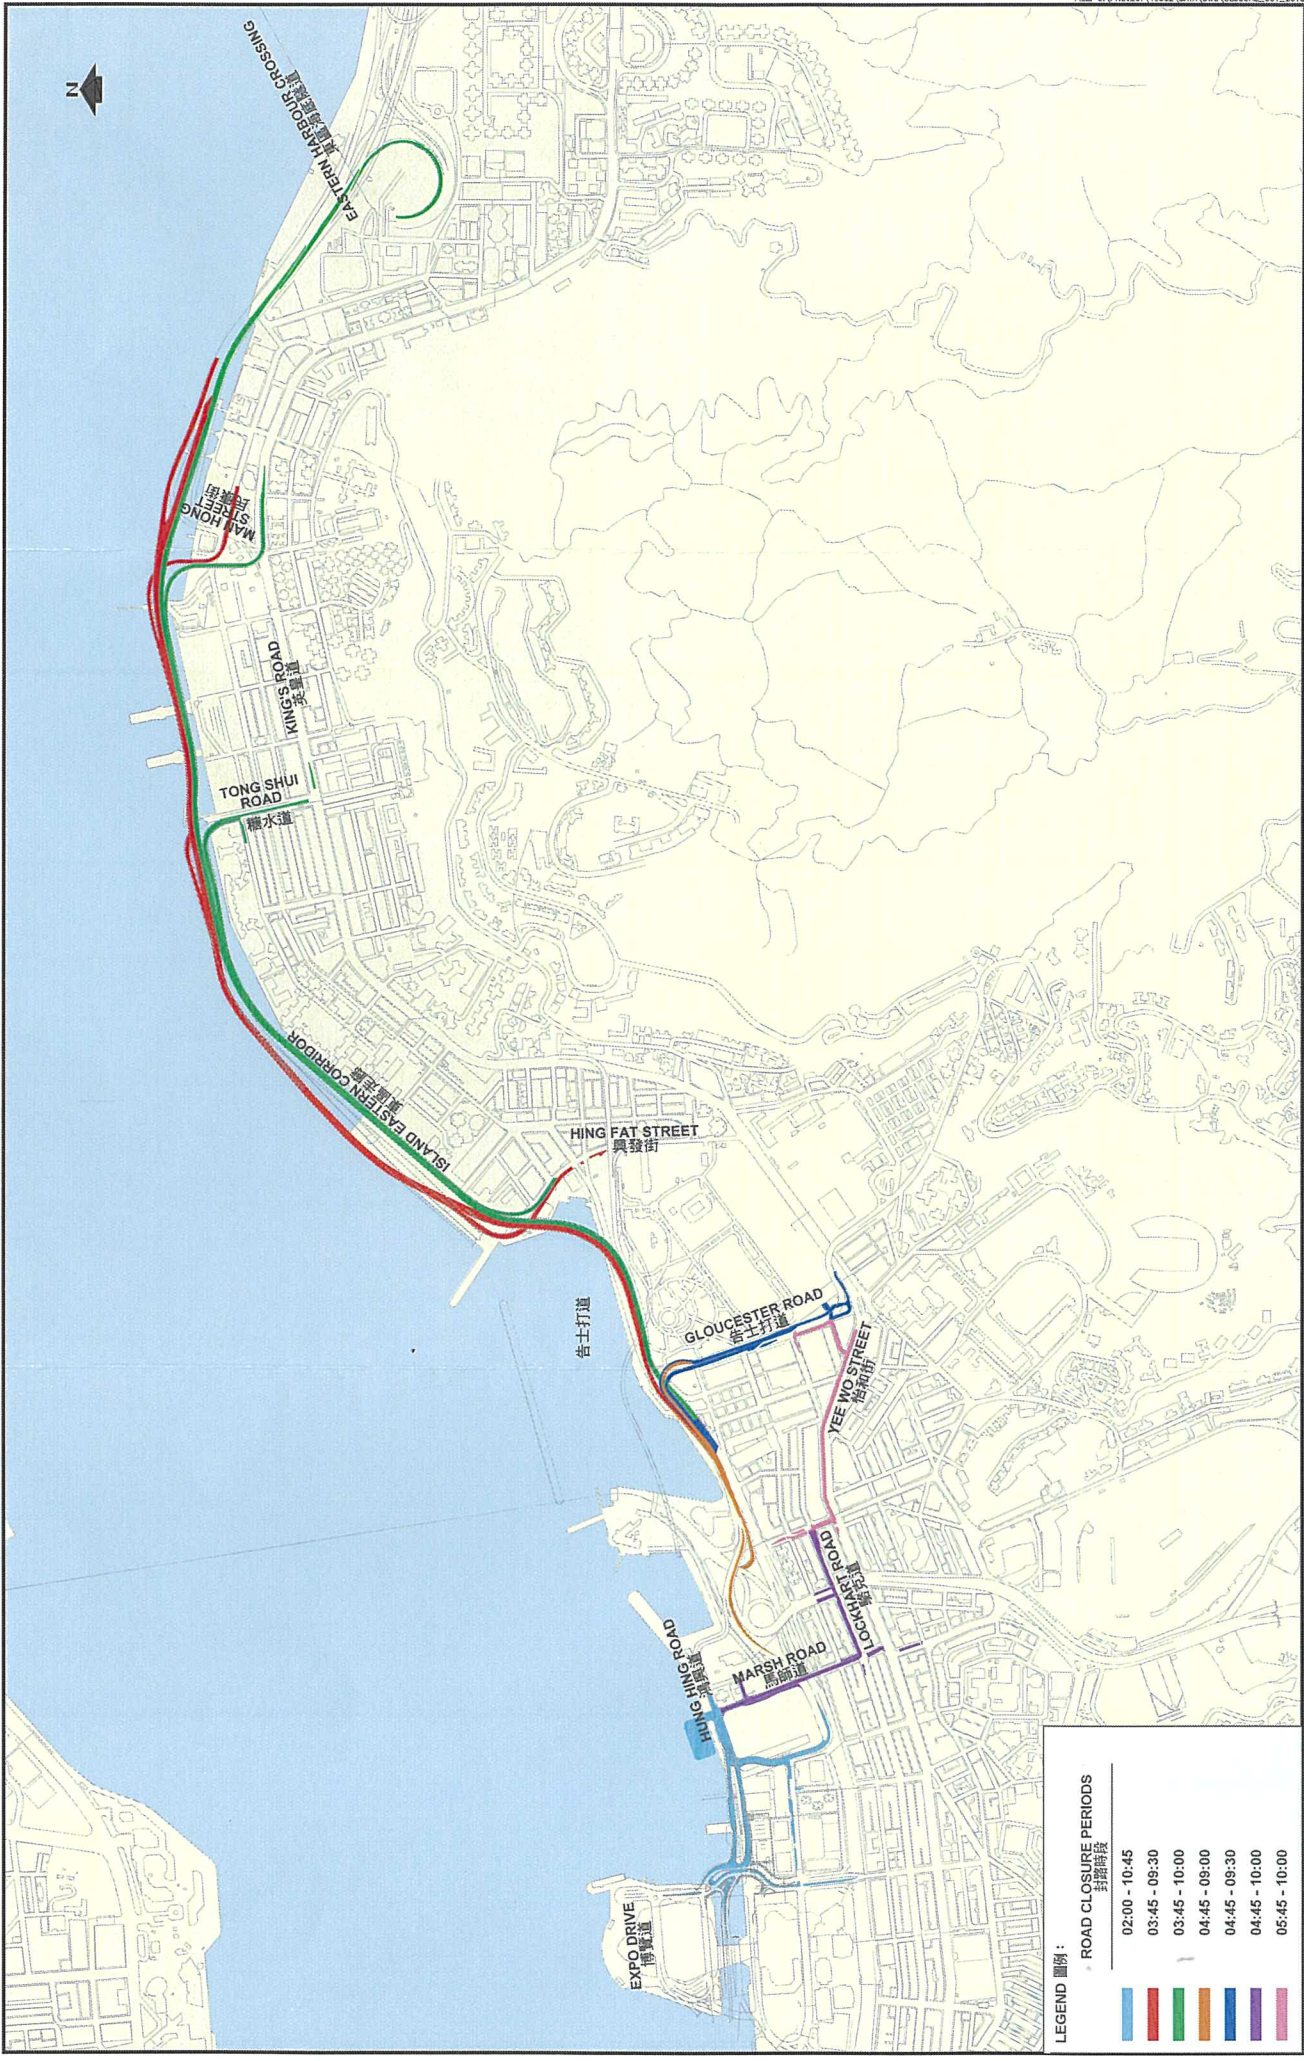 N
EASTERN HARBOUR CROSSING
東區海底隧道
MAN HONG
STREET
民康街
KING'S ROAD
英皇道
TONG SHUI
ROAD
糖水道
ISLAND EASTERN CORRIDOR
東區走廊
HING FAT STREET
興發街
告士打道
GLOUCESTER ROAD
告士打道
YEE WO STREET
怡和街
LOCKHART ROAD
駱克道
MARSH ROAD
馬師道
HUNG HING ROAD
鴻興道
EXPO DRIVE
博覽道
LEGEND 圖例 :
ROAD CLOSURE PERIODS
封路時段
02:00 - 10:45
03:45 - 09:30
03:45 - 10:00
04:45 - 09:00
04:45 - 09:30
04:45 - 10:00
05:45 - 10:00